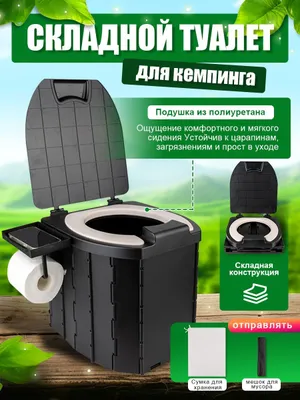 СКЛАДНОЙ ТУАЛЕТ
для кемпинга
Подушка из полиуретана
Ощущение комфортного и мягкого
сидения Устойчив к царапинам,
загрязнениям и прост в уходе
Складная
конструкция
отправлять
Сумка для
хранения
мешок для
мусора